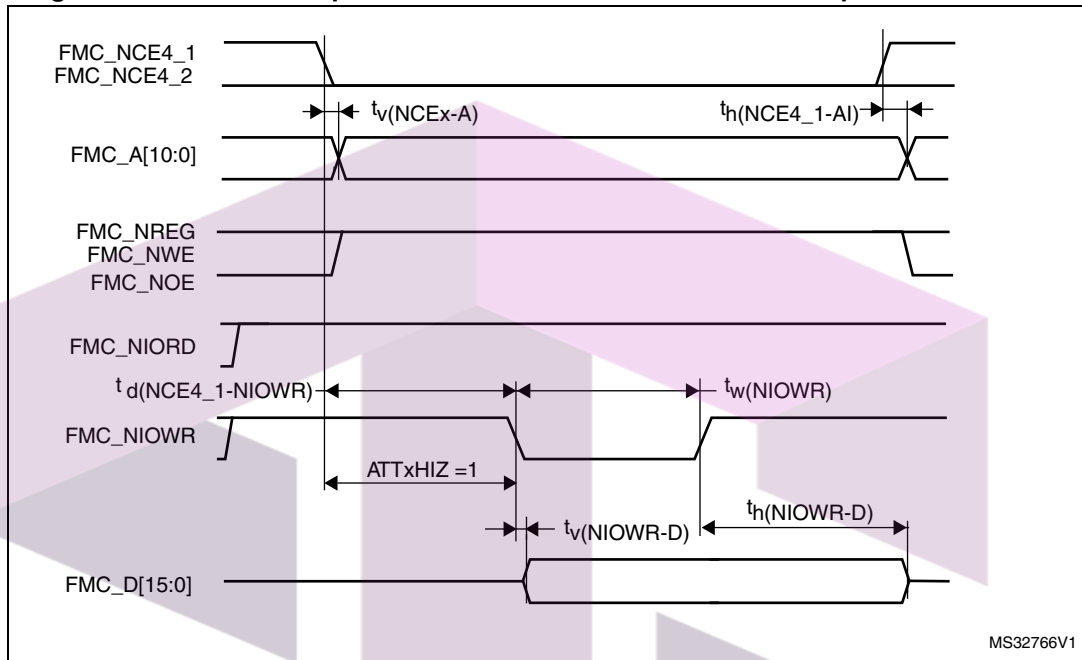 FMC_NCE4_1
FMC_NCE4_2
tv(NCEx-A)
th(NCE4_1-AI)
FMC_A[10:0]
FMC_NREG
FMC_NWE
FMC_NOE
FMC_NIORD
td(NCE4_1-NIOWR)
tw(NIOWR)
FMC_NIOWR
ATTxHIZ =1
th(NIOWR-D)
tv(NIOWR-D)
FMC_D[15:0]
MS32766V1